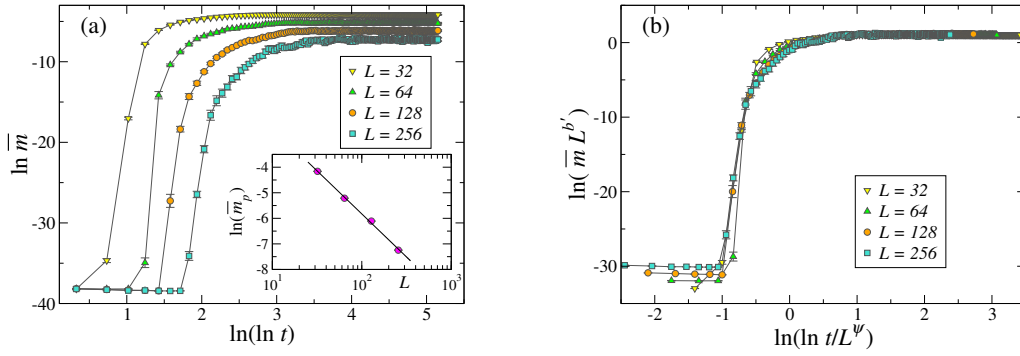 (a)
-10
-20
-30
-40
ln m̅
1 2 3 4 5
ln(ln t)
L = 32
L = 64
L = 128
L = 256
-4
-5
-6
-7
-8
ln(m̅ₚ)
10¹ 10² L 10³
(b)
0
-10
-20
-30
ln( m̅ L^b′)
-2 -1 0 1 2 3
ln(ln t/L^ψ)
L = 32
L = 64
L = 128
L = 256